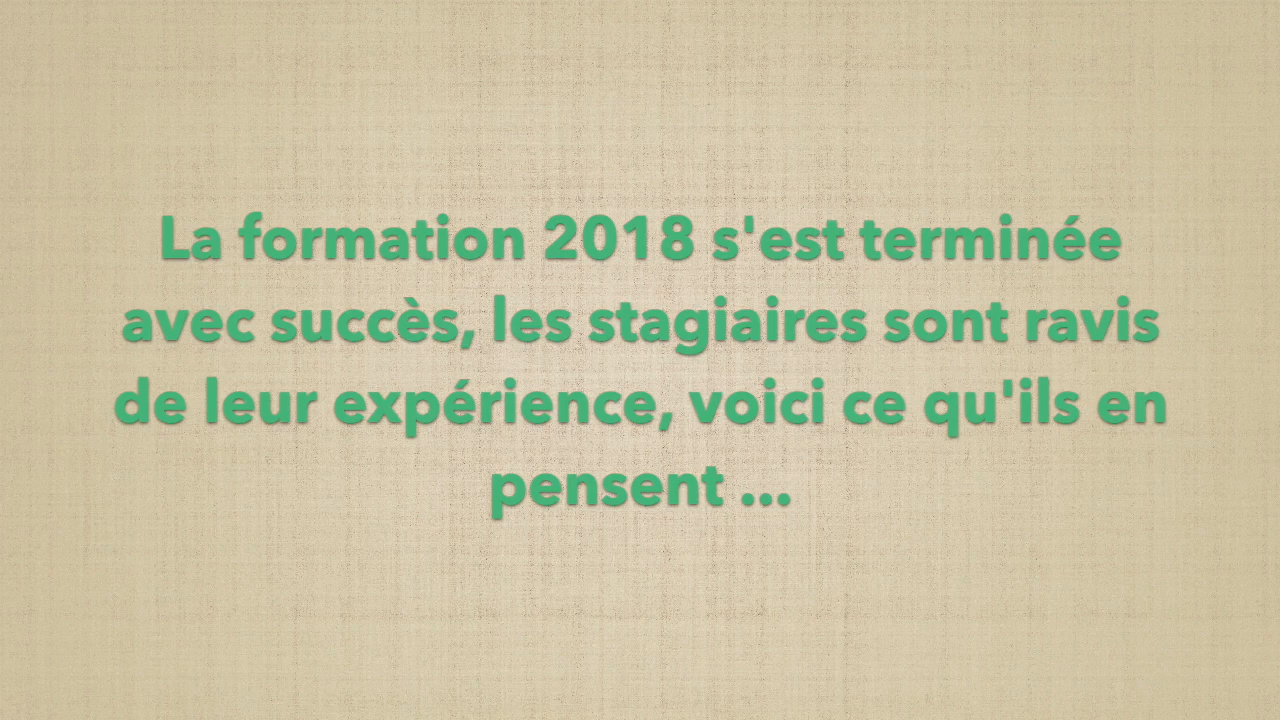 La formation 2018 s'est terminée
avec succès, les stagiaires sont ravis
de leur expérience, voici ce qu'ils en
pensent ...